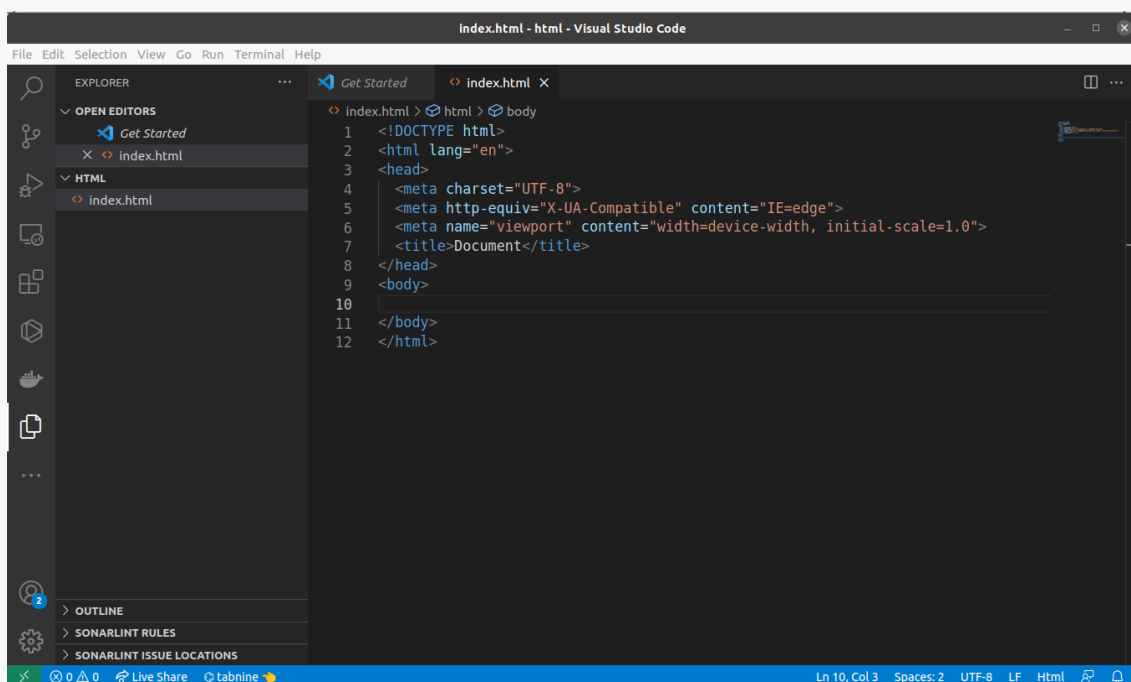 index.html - html - Visual Studio Code
File Edit Selection View Go Run Terminal Help
EXPLORER
OPEN EDITORS
Get Started
index.html
HTML
index.html
OUTLINE
SONARLINT RULES
SONARLINT ISSUE LOCATIONS
Get Started index.html
index.html > html > body
1 <!DOCTYPE html>
2 <html lang="en">
3 <head>
4 <meta charset="UTF-8">
5 <meta http-equiv="X-UA-Compatible" content="IE=edge">
6 <meta name="viewport" content="width=device-width, initial-scale=1.0">
7 <title>Document</title>
8 </head>
9 <body>
10
11 </body>
12 </html>
2
0 0 Live Share tabnine Ln 10, Col 3 Spaces: 2 UTF-8 LF Html